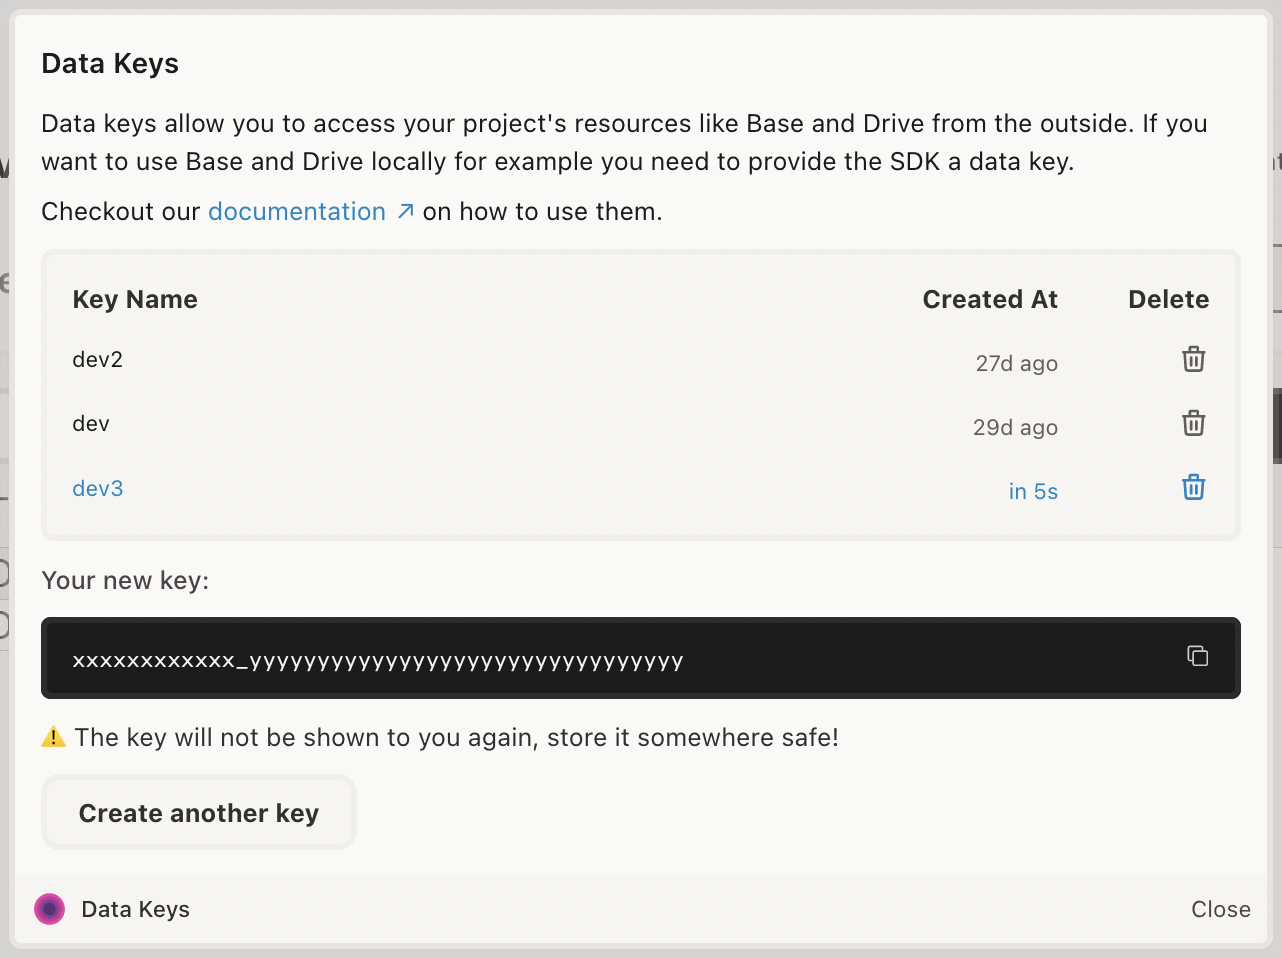 Data Keys
Data keys allow you to access your project's resources like Base and Drive from the outside. If you
want to use Base and Drive locally for example you need to provide the SDK a data key.
Checkout our documentation ↗ on how to use them.
Key Name Created At Delete
dev2 27d ago
dev 29d ago
dev3 in 5s
Your new key:
xxxxxxxxxxxx_yyyyyyyyyyyyyyyyyyyyyyyyyyyyyyyy
⚠️ The key will not be shown to you again, store it somewhere safe!
Create another key
Data Keys Close